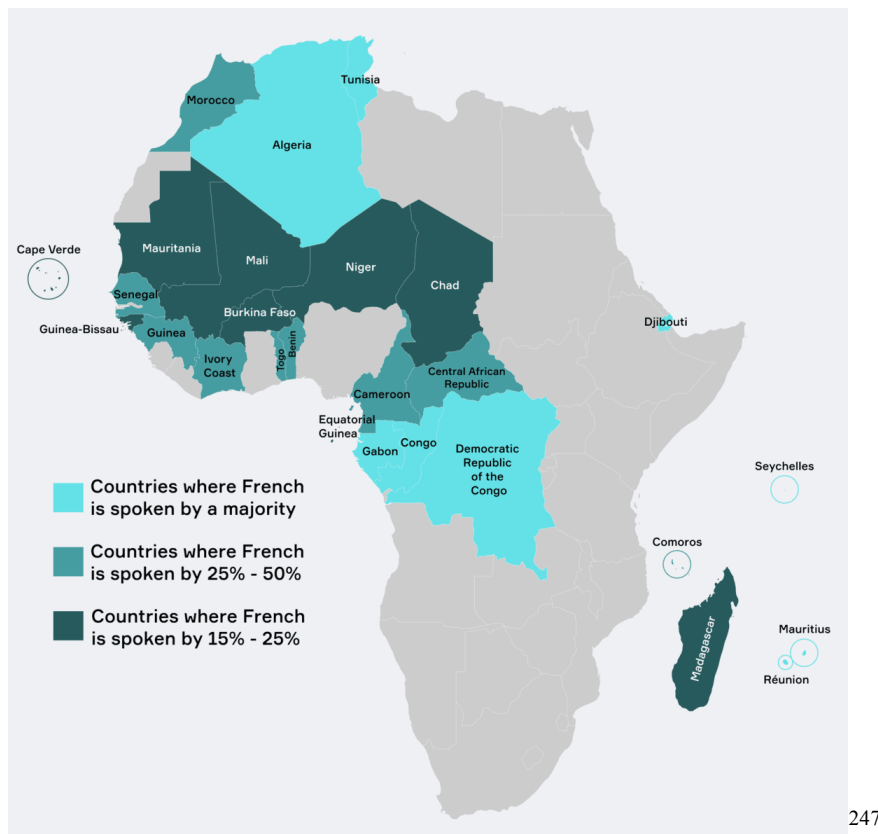 Tunisia
Morocco
Algeria
Mauritania
Mali
Niger
Chad
Cape Verde
Senegal
Burkina Faso
Djibouti
Guinea-Bissau
Guinea
Ivory
Coast
Togo
Benin
Central African
Republic
Cameroon
Equatorial
Guinea
Gabon
Congo
Democratic
Republic
of the
Congo
Seychelles
Comoros
Madagascar
Mauritius
Réunion
Countries where French
is spoken by a majority
Countries where French
is spoken by 25% - 50%
Countries where French
is spoken by 15% - 25%
247